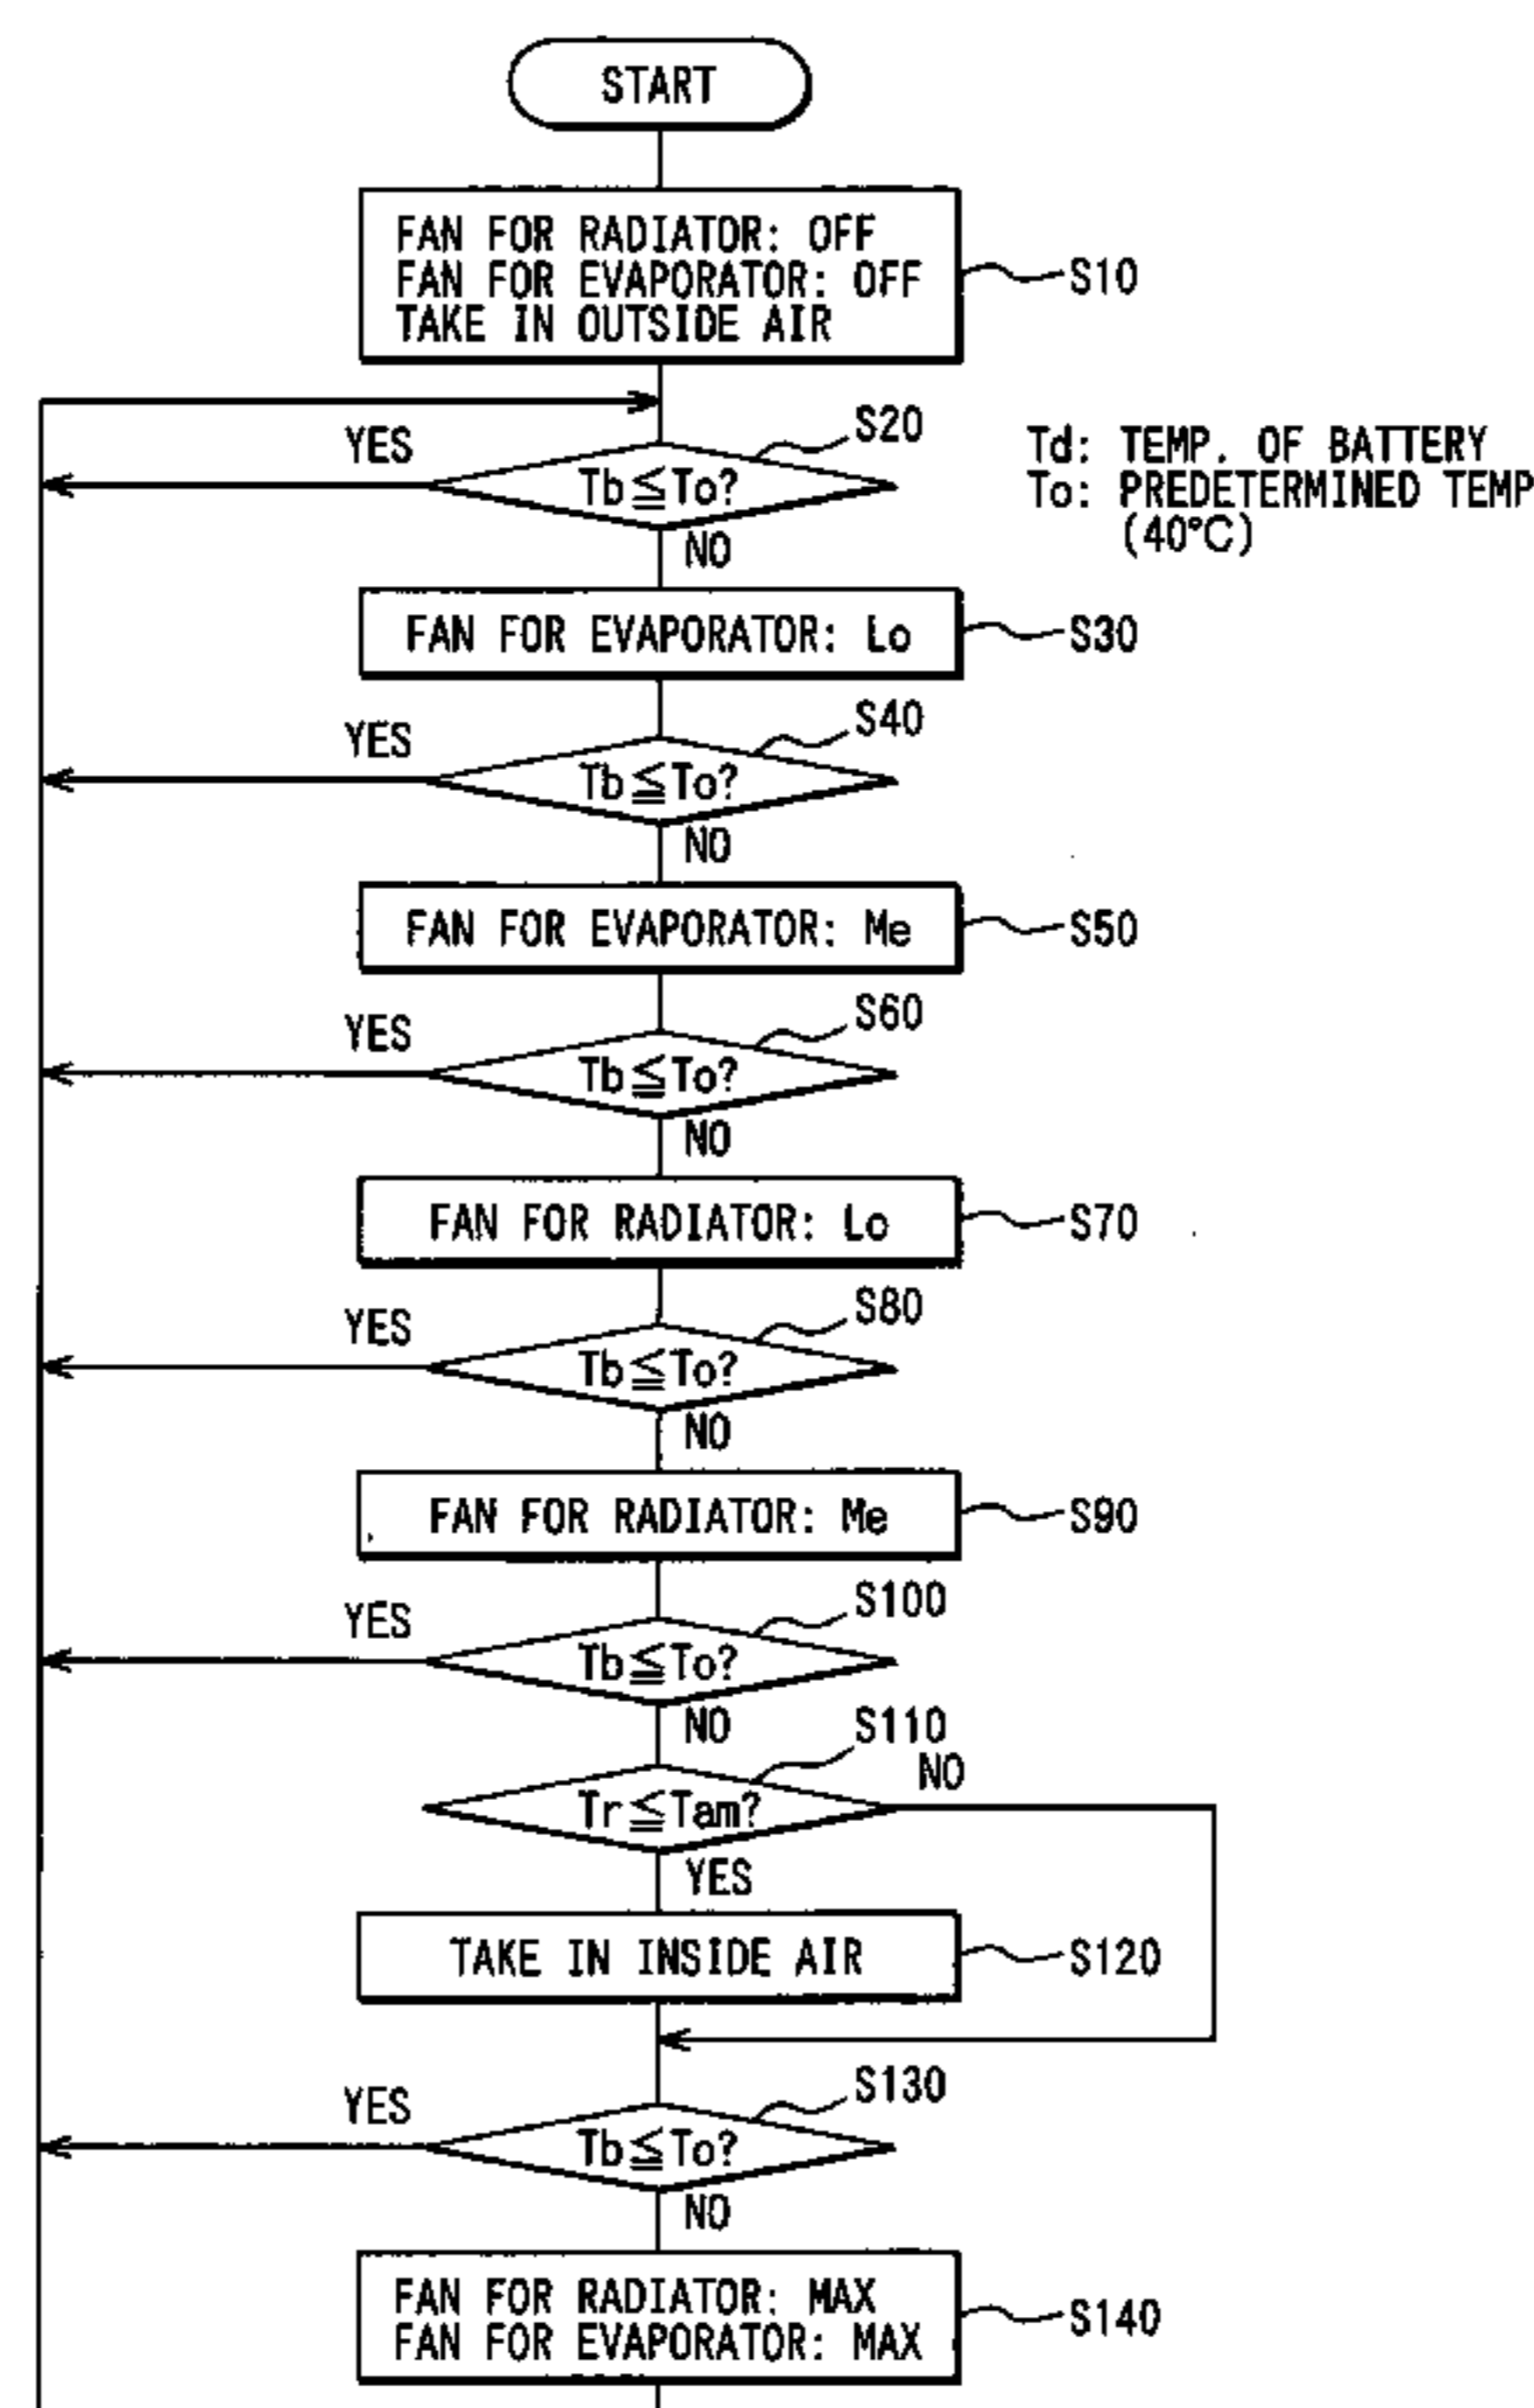 START
FAN FOR RADIATOR: OFF
FAN FOR EVAPORATOR: OFF
TAKE IN OUTSIDE AIR
S10
S20
YES
Tb≦To?
NO
Td: TEMP. OF BATTERY
To: PREDETERMINED TEMP
(40°C)
FAN FOR EVAPORATOR: Lo
S30
S40
YES
Tb≦To?
NO
FAN FOR EVAPORATOR: Me
S50
S60
YES
Tb≦To?
NO
FAN FOR RADIATOR: Lo
S70
S80
YES
Tb≦To?
NO
FAN FOR RADIATOR: Me
S90
S100
YES
Tb≦To?
NO
S110
NO
Tr≦Tam?
YES
TAKE IN INSIDE AIR
S120
S130
YES
Tb≦To?
NO
FAN FOR RADIATOR: MAX
FAN FOR EVAPORATOR: MAX
S140